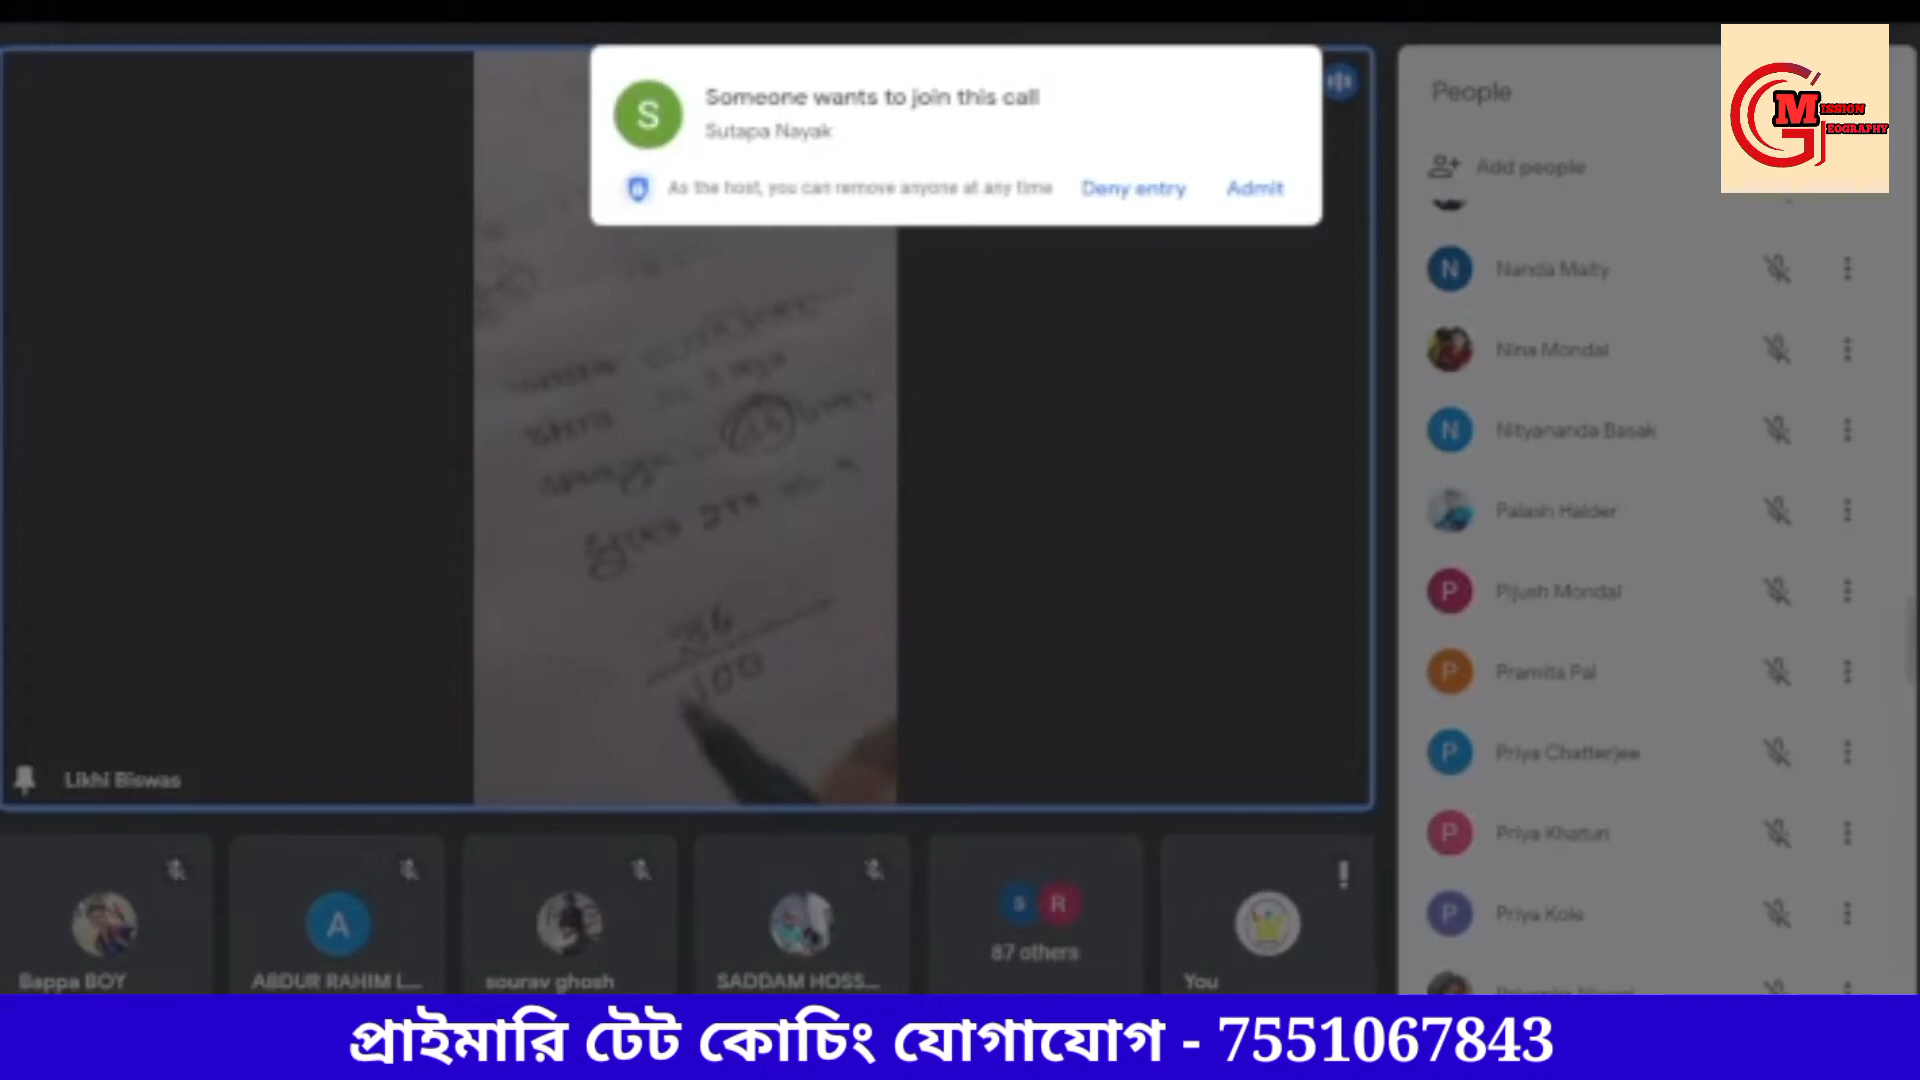 Someone wants to join this call
Sutapa Nayak
As the host, you can remove anyone at any time
Deny entry
Admit
People
Add people
MISSION
GEOGRAPHY
Nanda Maity
Nina Mondal
Nityananda Basak
Palash Halder
Pijush Mondal
Pramita Pal
Priya Chatterjee
Priya Khatun
Priya Kole
36
100
Likhi Biswas
Bappa BOY
A
ABDUR RAHIM L...
sourav ghosh
SADDAM HOSS...
S R
87 others
You
প্রাইমারি টেট কোচিং যোগাযোগ - 7551067843